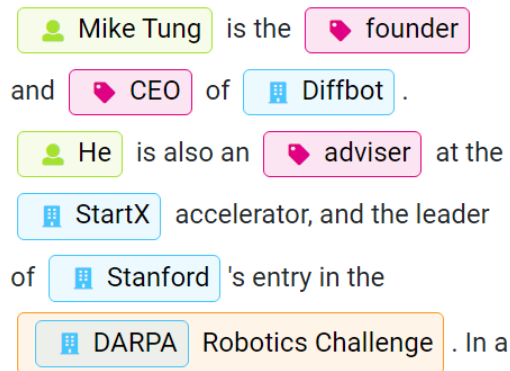 Mike Tung is the founder
and CEO of Diffbot .
He is also an adviser at the
StartX accelerator, and the leader
of Stanford 's entry in the
DARPA Robotics Challenge . In a